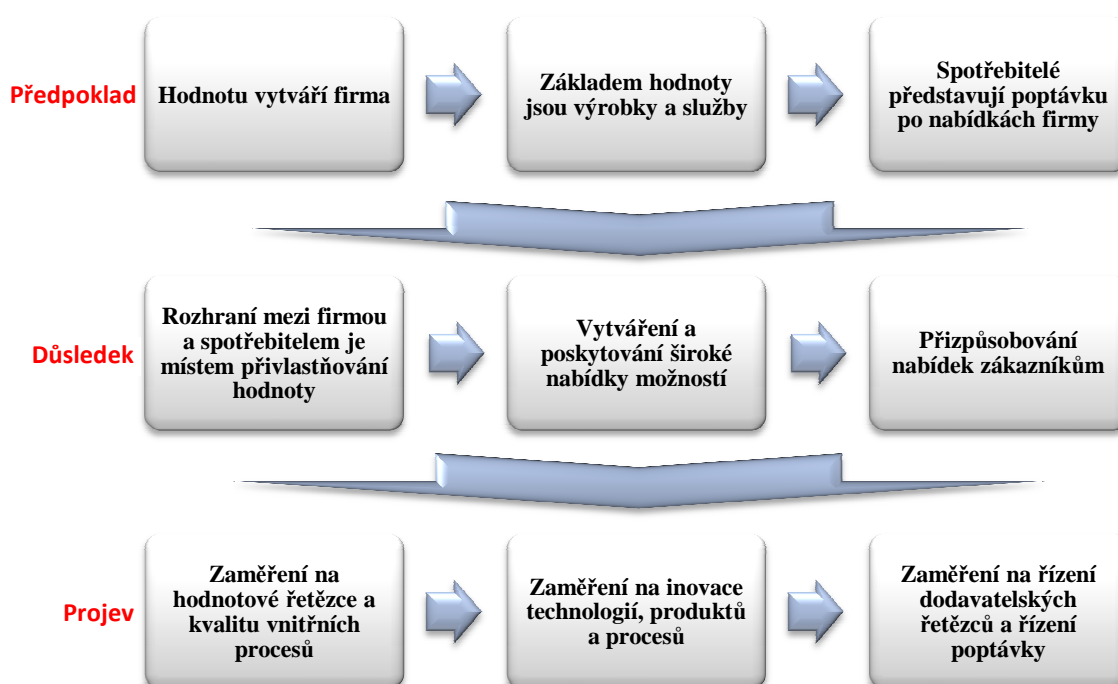 Předpoklad
Hodnotu vytváří firma
Základem hodnoty
jsou výrobky a služby
Spotřebitelé
představují poptávku
po nabídkách firmy
Důsledek
Rozhraní mezi firmou
a spotřebitelem je
místem přivlastňování
hodnoty
Vytváření a
poskytování široké
nabídky možností
Přizpůsobování
nabídek zákazníkům
Projev
Zaměření na
hodnotové řetězce a
kvalitu vnitřních
procesů
Zaměření na inovace
technologií, produktů
a procesů
Zaměření na řízení
dodavatelských
řetězců a řízení
poptávky